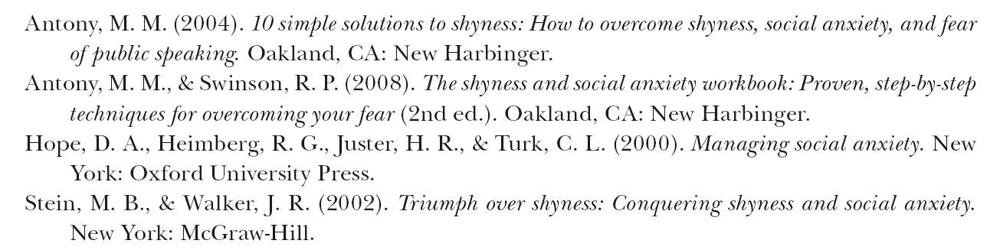 Antony, M. M. (2004). 10 simple solutions to shyness: How to overcome shyness, social anxiety, and fear
of public speaking. Oakland, CA: New Harbinger.
Antony, M. M., & Swinson, R. P. (2008). The shyness and social anxiety workbook: Proven, step-by-step
techniques for overcoming your fear (2nd ed.). Oakland, CA: New Harbinger.
Hope, D. A., Heimberg, R. G., Juster, H. R., & Turk, C. L. (2000). Managing social anxiety. New
York: Oxford University Press.
Stein, M. B., & Walker, J. R. (2002). Triumph over shyness: Conquering shyness and social anxiety.
New York: McGraw-Hill.